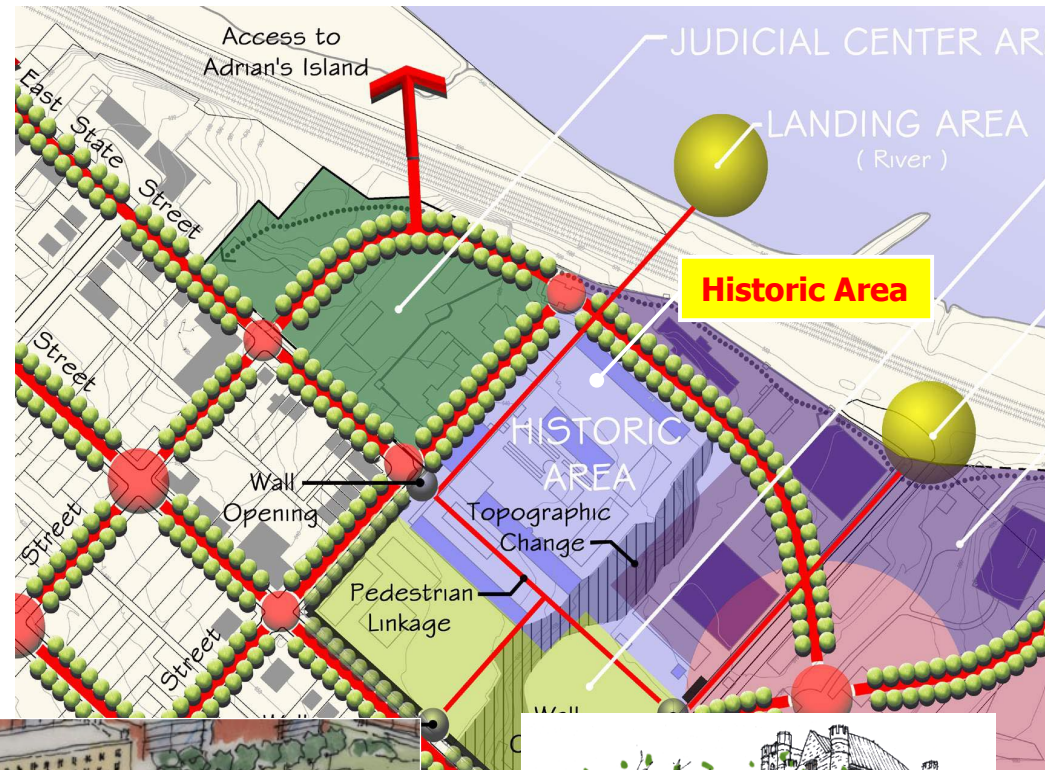 Access to
Adrian's Island
JUDICIAL CENTER AR
LANDING AREA
( River )
East State Street
Historic Area
Street
HISTORIC
AREA
Wall
Opening
Topographic
Change
Street
Pedestrian
Linkage
Street
Wall